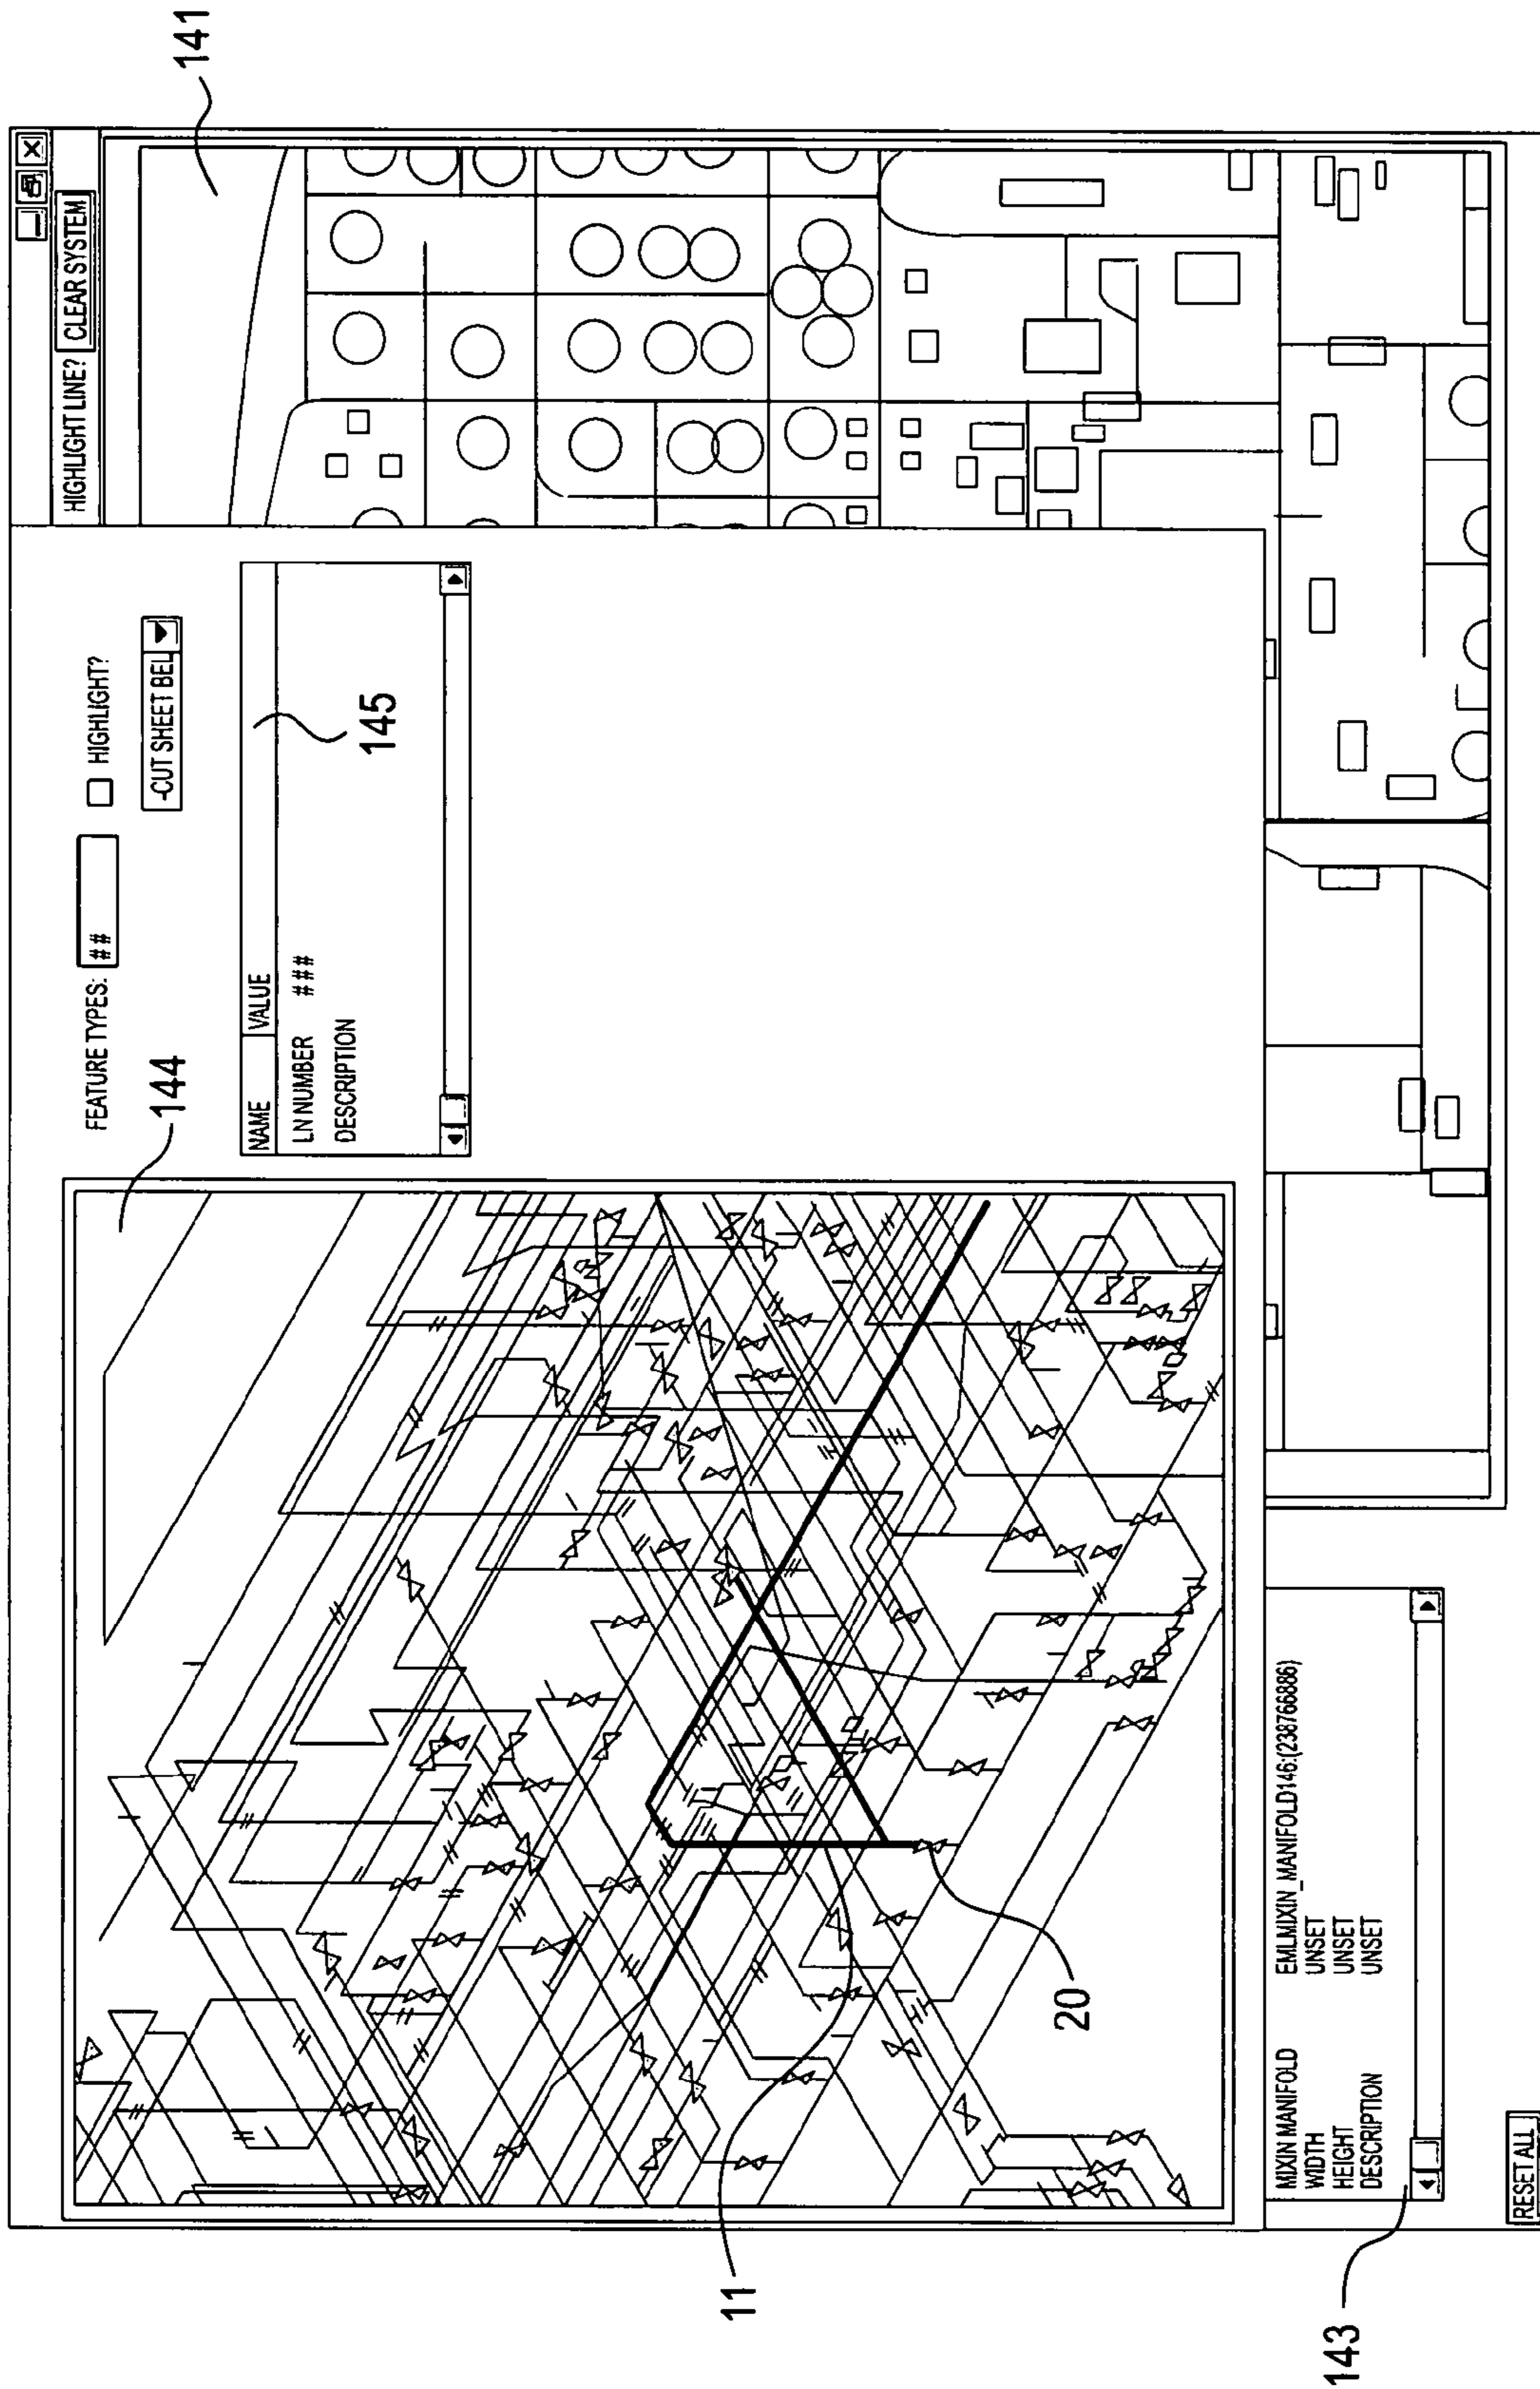 HIGHLIGHT LINE? CLEAR SYSTEM
141
FEATURE TYPES: ## HIGHLIGHT?
-CUT SHEET BEL
144
NAME VALUE
LN NUMBER ###
DESCRIPTION
145
11
20
143
MIXIN MANIFOLD EMLMIXIN_MANIFOLD146:(238766886)
WIDTH UNSET
HEIGHT UNSET
DESCRIPTION UNSET
RESET ALL